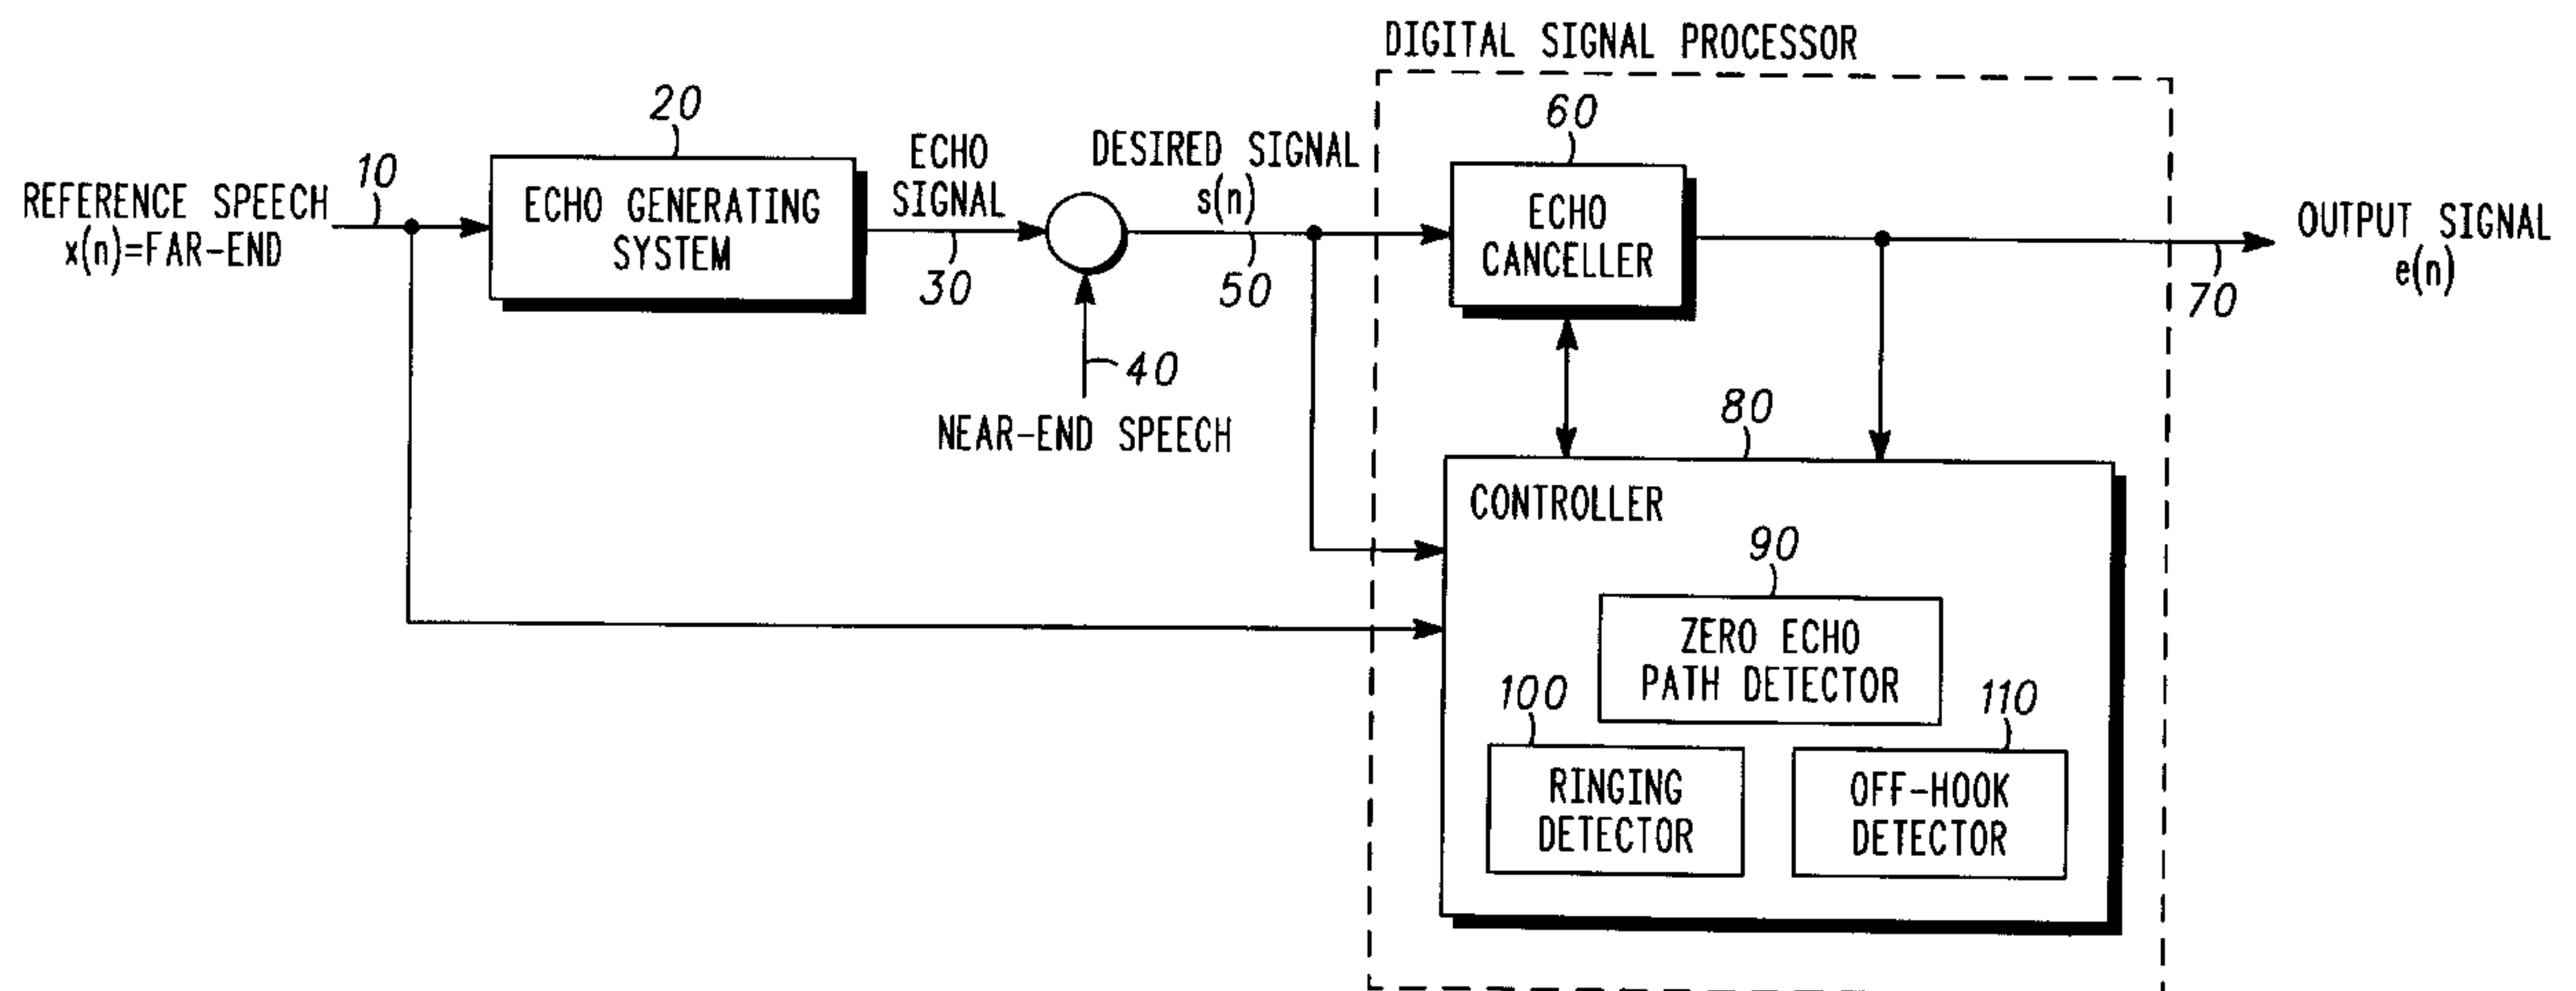 DIGITAL SIGNAL PROCESSOR
20
60
10
REFERENCE SPEECH
x(n)=FAR-END
ECHO GENERATING
SYSTEM
ECHO
SIGNAL
30
DESIRED SIGNAL
s(n)
50
ECHO
CANCELLER
OUTPUT SIGNAL
e(n)
70
40
NEAR-END SPEECH
80
CONTROLLER
90
ZERO ECHO
PATH DETECTOR
100
RINGING
DETECTOR
110
OFF-HOOK
DETECTOR